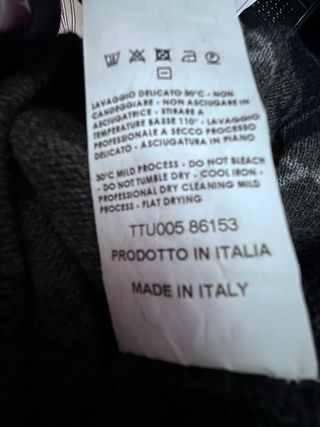 LAVAGGIO DELICATO 30°C - NON
CANDEGGIARE - NON ASCIUGARE IN
ASCIUGATRICE - STIRARE A
TEMPERATURE BASSE 110° - LAVAGGIO
PROFESSIONALE A SECCO PROCESSO
DELICATO - ASCIUGATURA IN PIANO
30°C MILD PROCESS - DO NOT BLEACH
- DO NOT TUMBLE DRY - COOL IRON -
PROFESSIONAL DRY CLEANING MILD
PROCESS - FLAT DRYING
TTU005 86153
PRODOTTO IN ITALIA
MADE IN ITALY